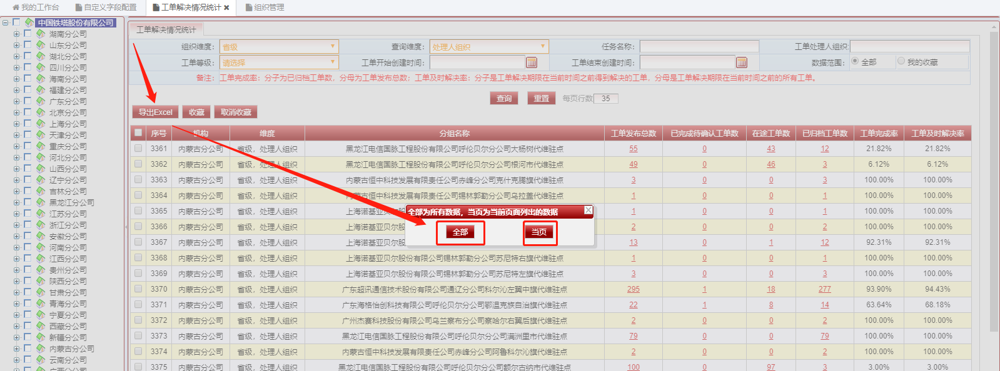 我的工作台 自定义字段配置 工单解决情况统计 组织管理
中国铁塔股份有限公司
湖南分公司
山东分公司
湖北分公司
四川分公司
海南分公司
福建分公司
广东分公司
北京分公司
上海分公司
天津分公司
重庆分公司
河北分公司
山西分公司
辽宁分公司
吉林分公司
黑龙江分公司
江苏分公司
浙江分公司
安徽分公司
河南分公司
江西分公司
贵州分公司
陕西分公司
甘肃分公司
青海分公司
宁夏分公司
西藏分公司
新疆分公司
内蒙古分公司
云南分公司
广西分公司
工单解决情况统计
组织维度： 省级 查询维度： 处理人组织 任务名称： 工单处理人组织:
工单等级： 请选择 工单开始创建时间： 工单结束创建时间： 数据范围： 全部 我的收藏
备注： 工单完成率：分子为已归档工单数，分母为工单发布总数；工单及时解决率：分子是工单解决期限在当前时间之前得到解决的工单，分母是工单解决期限在当前时间之前的所有工单。
查询 重置 每页行数 35
导出Excel 收藏 取消收藏
序号 机构 维度 分组名称 工单发布总数 已完成待确认工单数 在途工单数 已归档工单数 工单完成率 工单及时解决率
3361 内蒙古分公司 省级，处理人组织 黑龙江电信国脉工程股份有限公司呼伦贝尔分公司大杨树代维驻点 55 0 43 12 21.82% 21.82%
3362 内蒙古分公司 省级，处理人组织 黑龙江电信国脉工程股份有限公司呼伦贝尔分公司根河市代维驻点 49 0 46 3 6.12% 6.12%
3363 内蒙古分公司 省级，处理人组织 内蒙古恒中科技发展有限责任公司赤峰分公司克什克腾旗代维驻点 3 0 0 3 100.00% 100.00%
3364 内蒙古分公司 省级，处理人组织 内蒙古恒中科技发展有限责任公司锡林郭勒分公司乌拉盖代维驻点 1 0 0 1 100.00% 100.00%
3365 内蒙古分公司 省级，处理人组织 上海诺基亚贝尔股 1 0 0 1 100.00% 100.00%
3366 内蒙古分公司 省级，处理人组织 上海诺基亚贝尔股 2 0 0 2 100.00% 100.00%
3367 内蒙古分公司 省级，处理人组织 上海诺基亚贝尔股 13 0 1 12 92.31% 92.31%
3368 内蒙古分公司 省级，处理人组织 上海诺基亚贝尔股份有限公司锡林郭勒分公司苏尼特右旗代维驻点 1 0 0 1 100.00% 100.00%
3369 内蒙古分公司 省级，处理人组织 上海诺基亚贝尔股份有限公司锡林郭勒分公司苏尼特左旗代维驻点 3 0 0 3 100.00% 100.00%
3370 内蒙古分公司 省级，处理人组织 广东超讯通信技术股份有限公司通辽分公司科尔沁左翼中旗代维驻点 295 1 18 277 93.90% 94.43%
3371 内蒙古分公司 省级，处理人组织 广东海格怡创科技有限公司呼伦贝尔分公司鄂温克族自治旗代维驻点 22 1 8 14 63.64% 68.18%
3372 内蒙古分公司 省级，处理人组织 广州杰赛科技股份有限公司乌兰察布分公司察哈尔右翼后旗代维驻点 2 0 0 2 100.00% 100.00%
3373 内蒙古分公司 省级，处理人组织 黑龙江电信国脉工程股份有限公司呼伦贝尔分公司满洲里市代维驻点 79 0 0 79 100.00% 100.00%
3374 内蒙古分公司 省级，处理人组织 内蒙古恒中科技发展有限责任公司赤峰分公司阿鲁科尔沁旗代维驻点 2 0 0 2 100.00% 100.00%
3375 内蒙古分公司 省级，处理人组织 黑龙江电信国脉工程股份有限公司呼伦贝尔分公司额尔古纳市代维驻点 100 0 97 3 3.00% 3.00%
全部为所有数据，当页为当前页面列出的数据
全部 当页